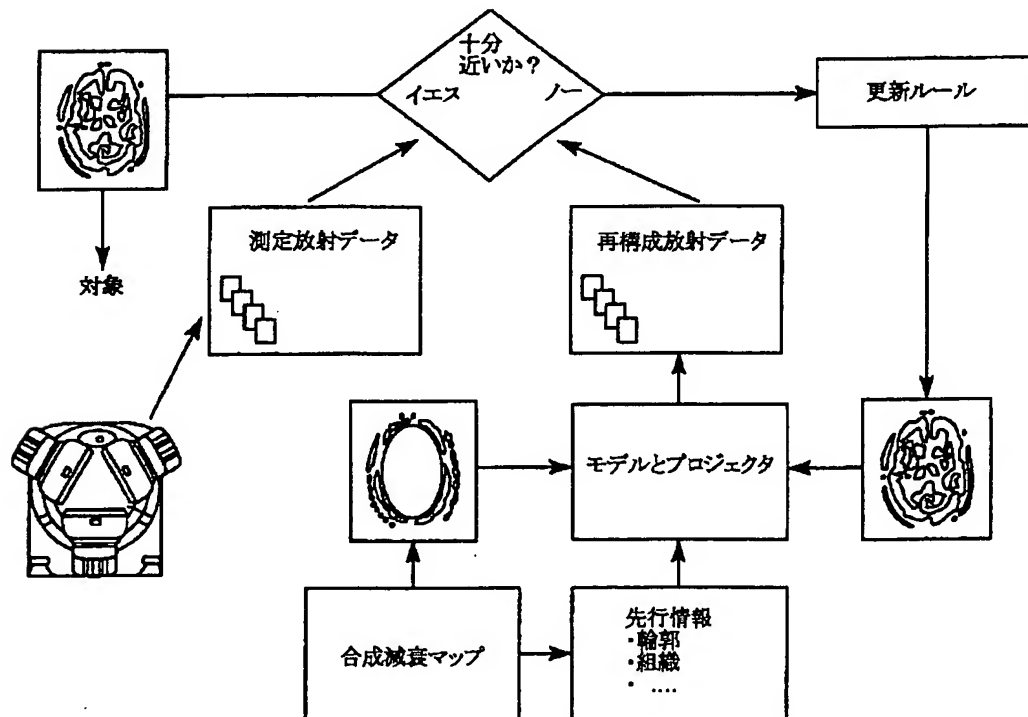 十分
近いか?
イエス
ノー
更新ルール
測定放射データ
再構成放射データ
対象
モデルとプロジェクタ
合成減衰マップ
先行情報
・輪郭
・組織
・ ....